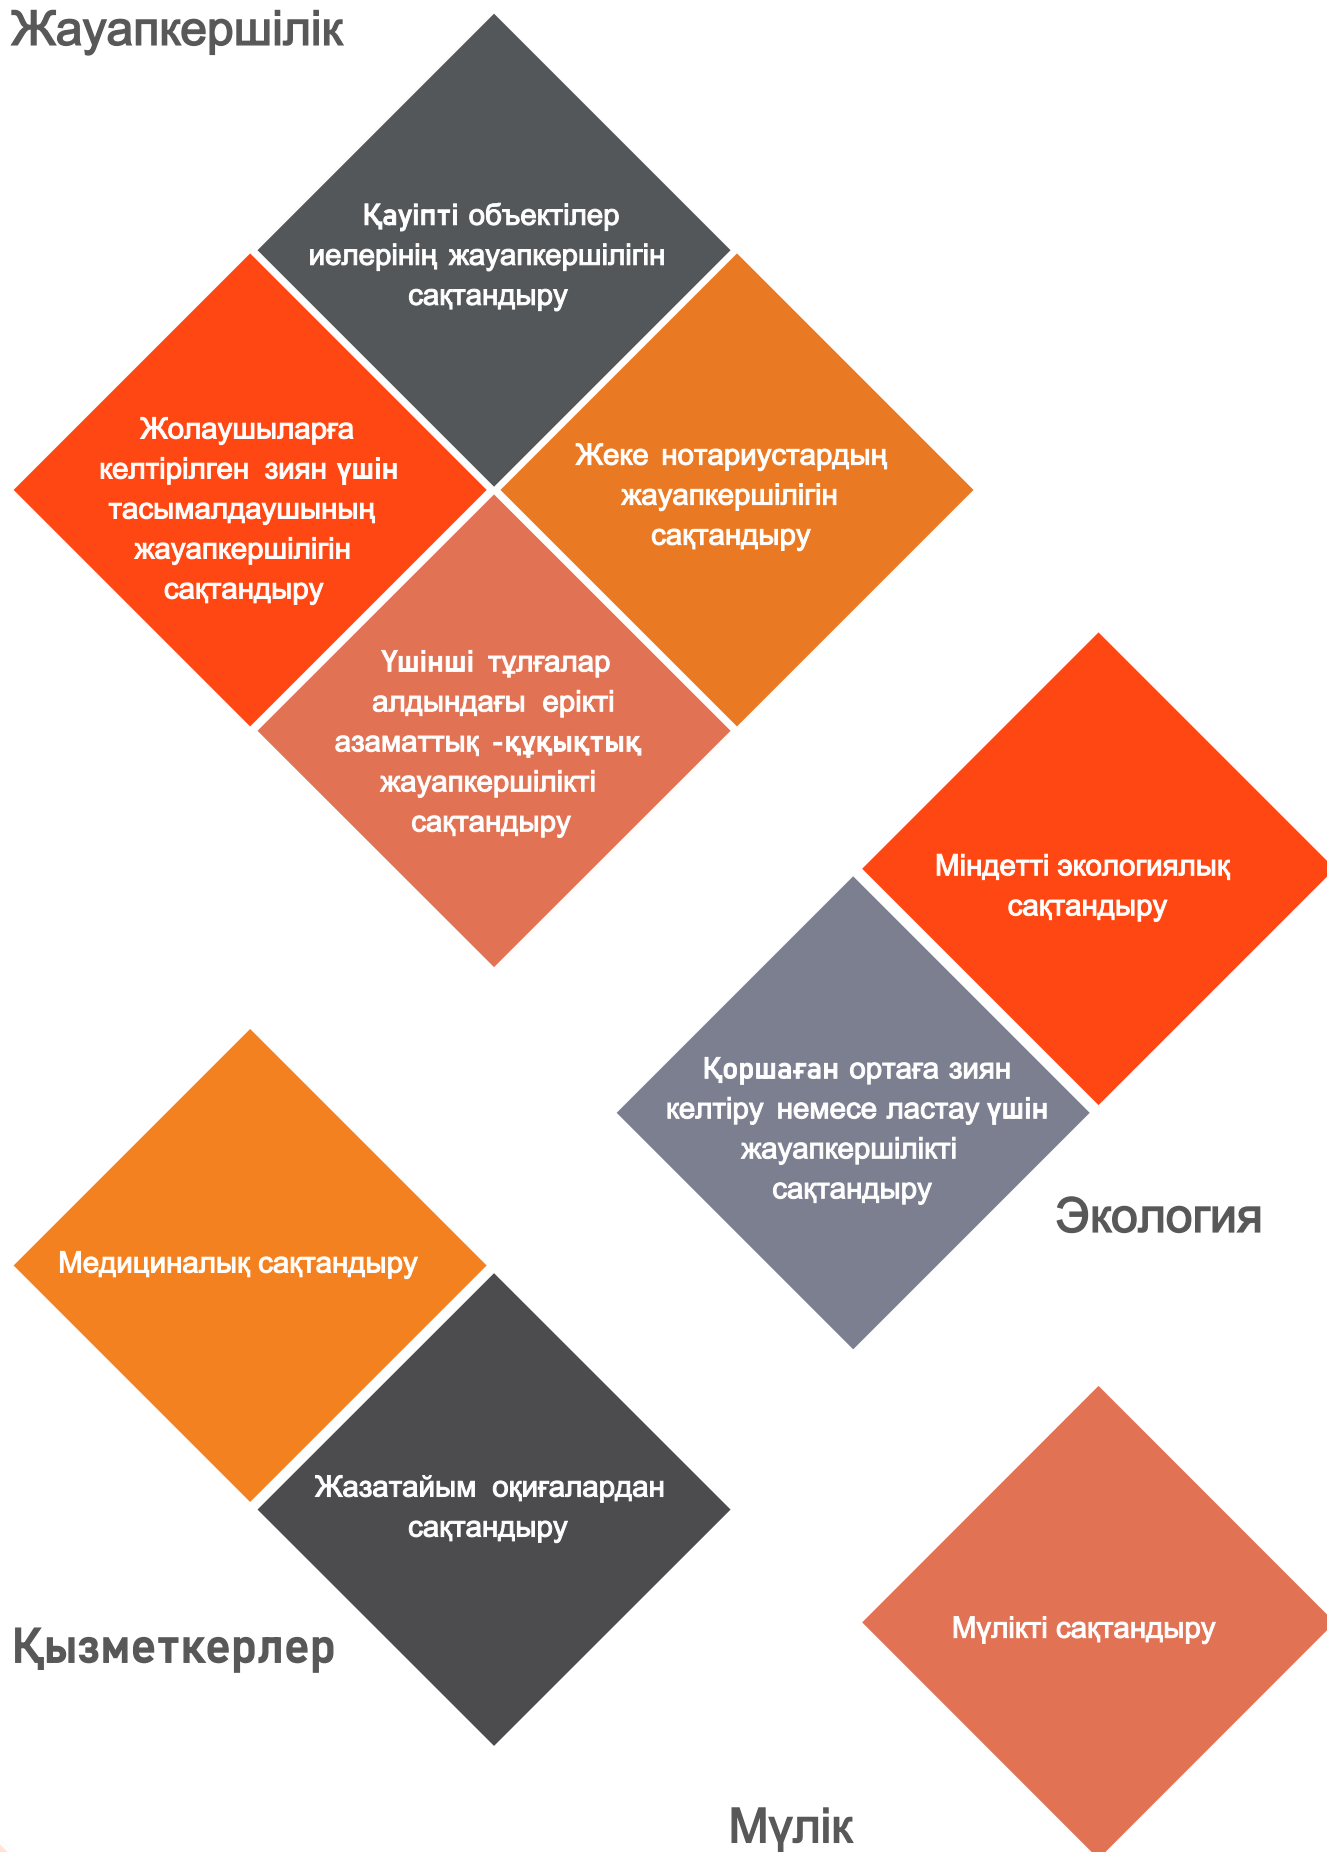 Жауапкершілік
Қауіпті объектілер
иелерінің жауапкершілігін
сақтандыру
Жолаушыларға
келтірілген зиян үшін
тасымалдаушының
жауапкершілігін
сақтандыру
Жеке нотариустардың
жауапкершілігін
сақтандыру
Үшінші тұлғалар
алдындағы ерікті
азаматтық -құқықтық
жауапкершілікті
сақтандыру
Міндетті экологиялық
сақтандыру
Қоршаған ортаға зиян
келтіру немесе ластау үшін
жауапкершілікті
сақтандыру
Экология
Медициналық сақтандыру
Жазатайым оқиғалардан
сақтандыру
Қызметкерлер
Мүлікті сақтандыру
Мүлік